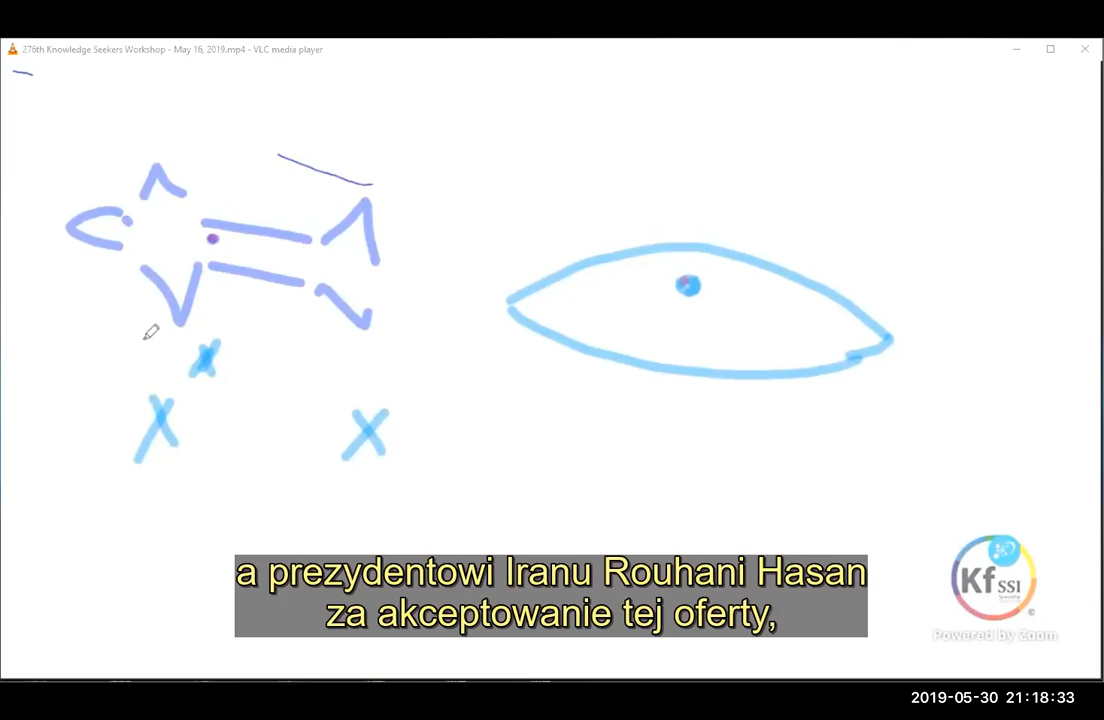 276th Knowledge Seekers Workshop - May 16, 2019.mp4 - VLC media player
x
X
X
a prezydentowi Iranu Rouhani Hasan
za akceptowanie tej oferty,
Kf SSI
©
Powered by Zoom
2019-05-30 21:18:33